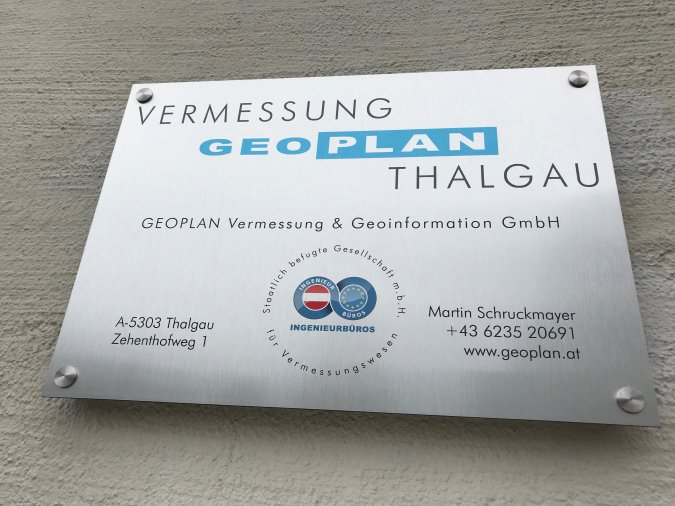 VERMESSUNG
GEOPLAN
THALGAU
GEOPLAN Vermessung & Geoinformation GmbH
Staatlich befugte Gesellschaft m.b.H.
für Vermessungswesen
INGENIEUR
BÜROS
INGENIEURBÜROS
A-5303 Thalgau
Zehenthofweg 1
Martin Schruckmayer
+43 6235 20691
www.geoplan.at